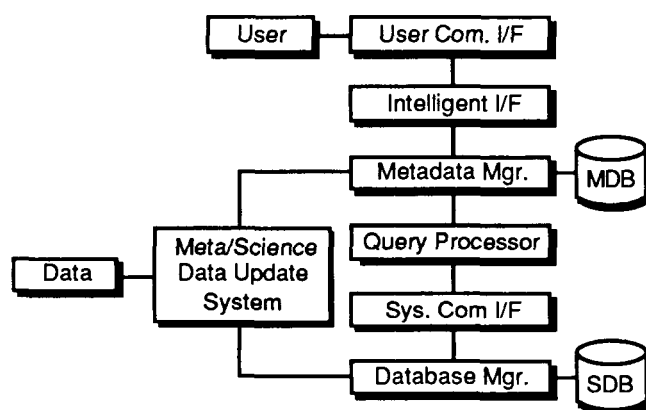 User
User Com. I/F
Intelligent I/F
Metadata Mgr.
MDB
Query Processor
Meta/Science
Data Update
System
Data
Sys. Com I/F
Database Mgr.
SDB